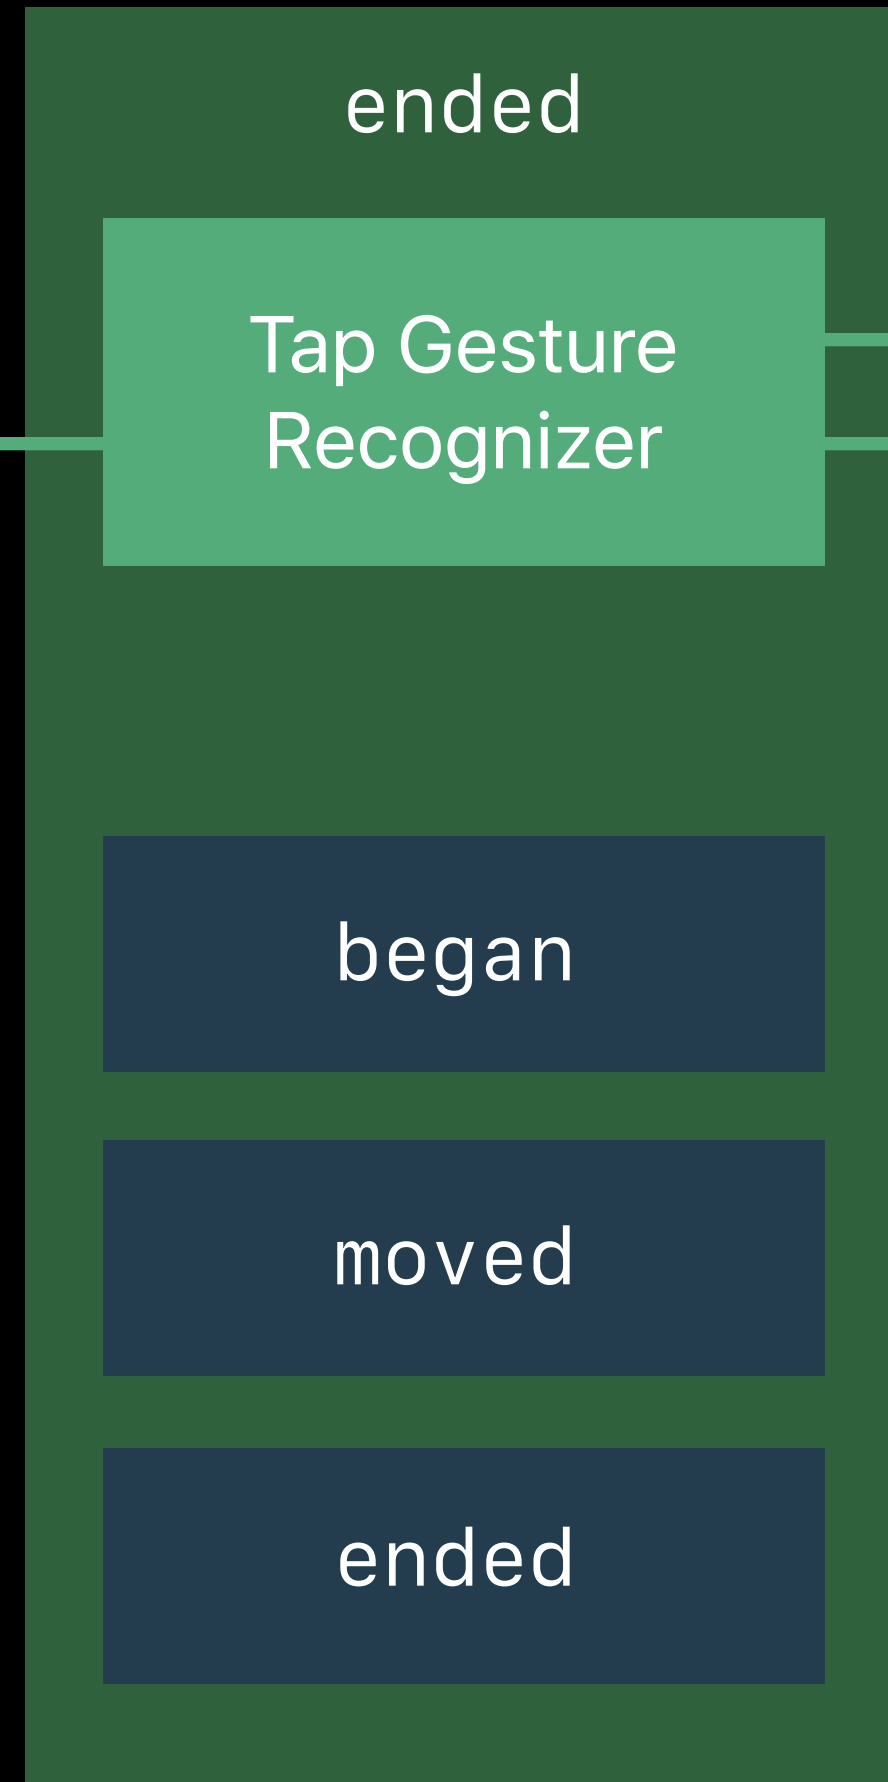 ended
Tap Gesture
Recognizer
began
moved
ended